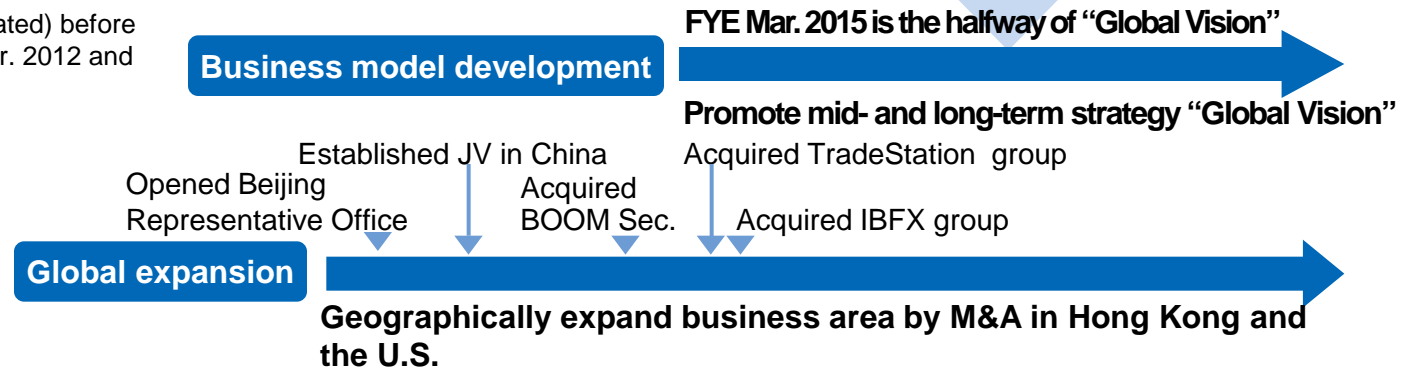 ated) before
r. 2012 and
FYE Mar. 2015 is the halfway of “Global Vision”
Business model development
Promote mid- and long-term strategy “Global Vision”
Established JV in China
Acquired TradeStation group
Opened Beijing
Representative Office
Acquired
BOOM Sec.
Acquired IBFX group
Global expansion
Geographically expand business area by M&A in Hong Kong and
the U.S.